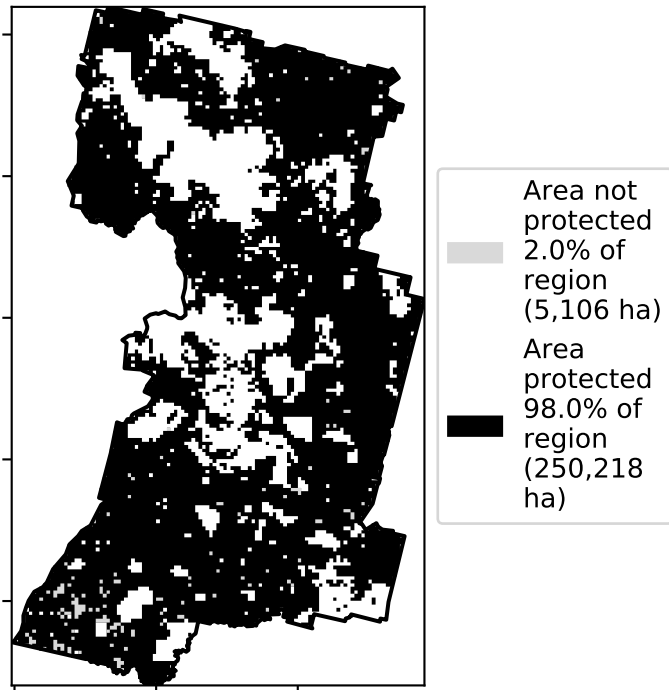 Area not
protected
2.0% of
region
(5,106 ha)
Area
protected
98.0% of
region
(250,218
ha)